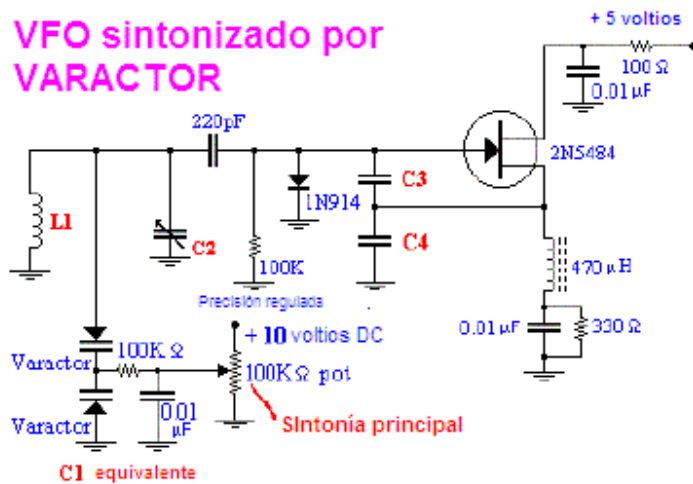 VFO sintonizado por
VARACTOR
+ 5 voltios
100 Ω
0.01 µF
220pF
2N5484
C3
1N914
L1
C2
C4
100K
470 µH
Precisión regulada
+ 10 voltios DC
0.01 µF
330Ω
100K Ω
Varactor
100KΩ pot
Varactor
0.01
µF
SIntonía principal
C1 equivalente